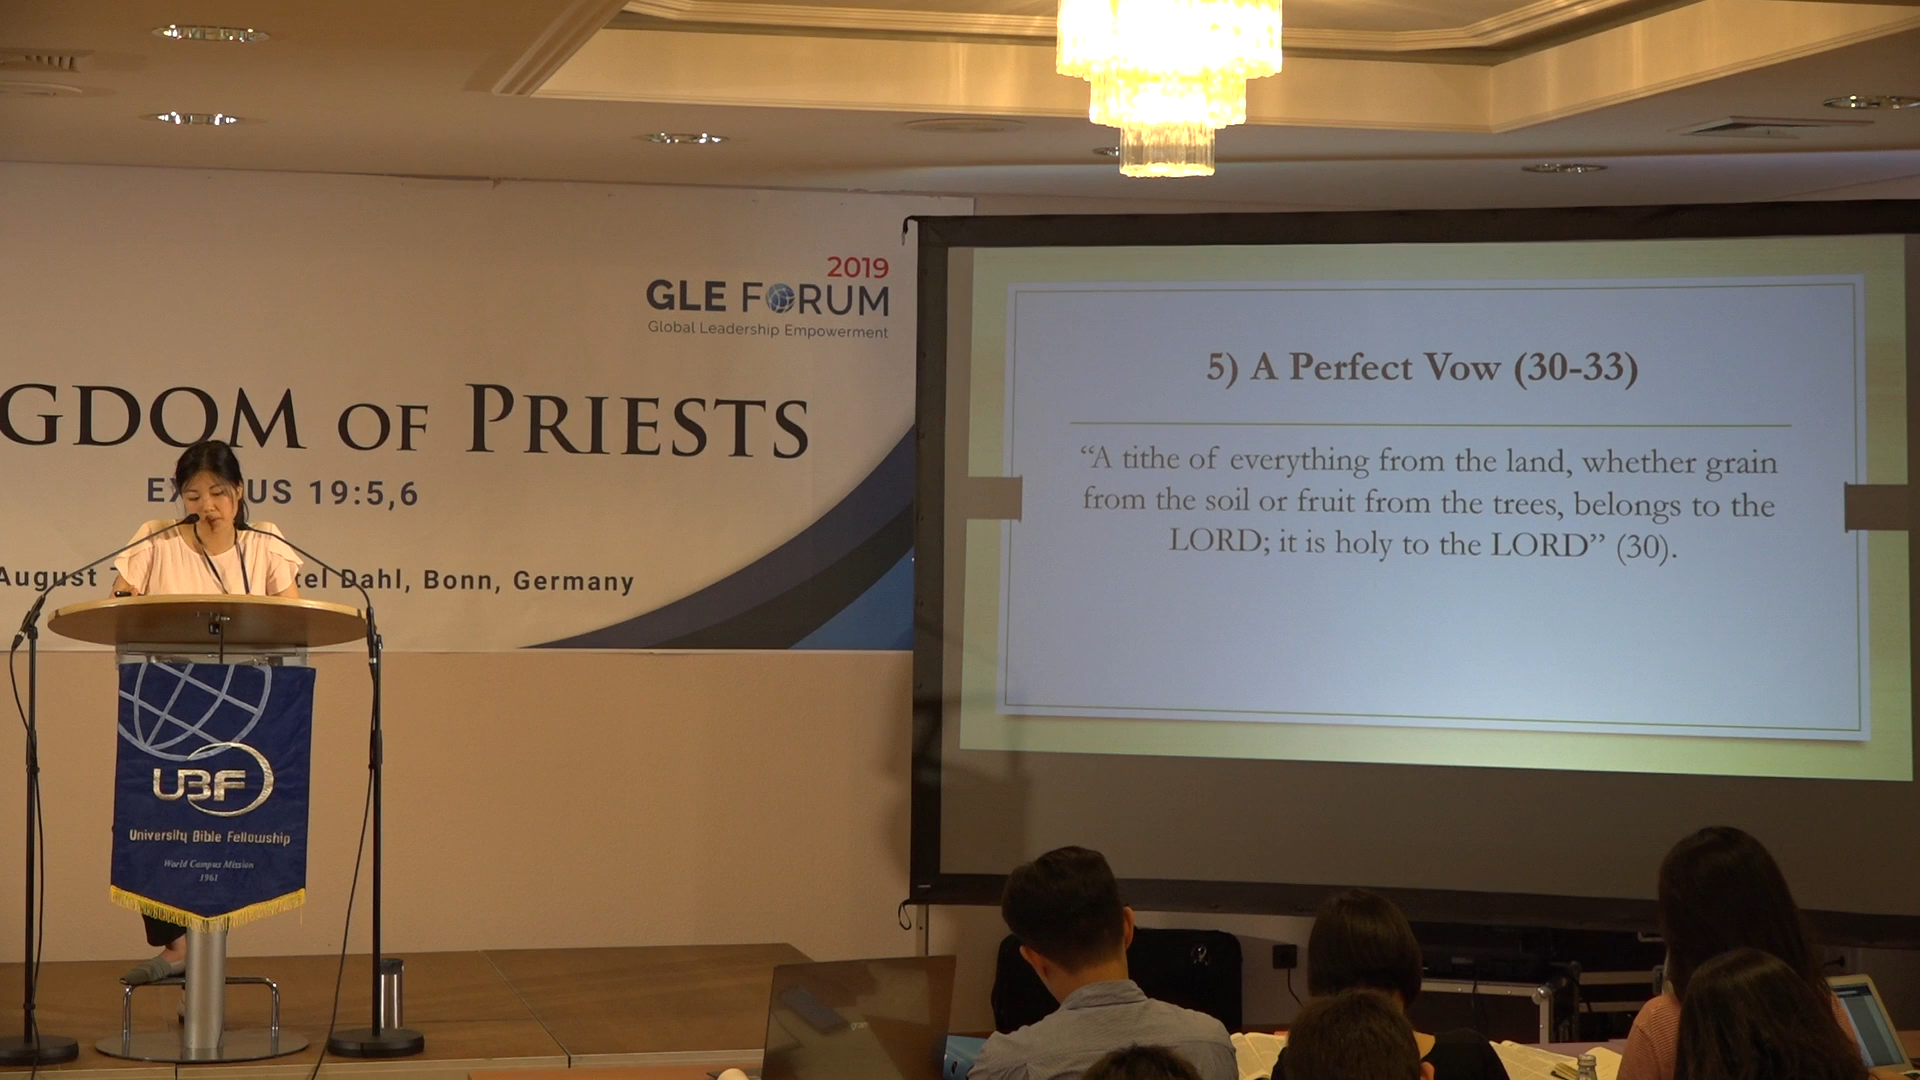 2019
GLE FORUM
Global Leadership Empowerment
GDOM OF PRIESTS
EX US 19:5,6
August tel Dahl, Bonn, Germany
UBF
University Bible Fellowship
World Campus Mission
1961
5) A Perfect Vow (30-33)
“A tithe of everything from the land, whether grain
from the soil or fruit from the trees, belongs to the
LORD; it is holy to the LORD” (30).
gram